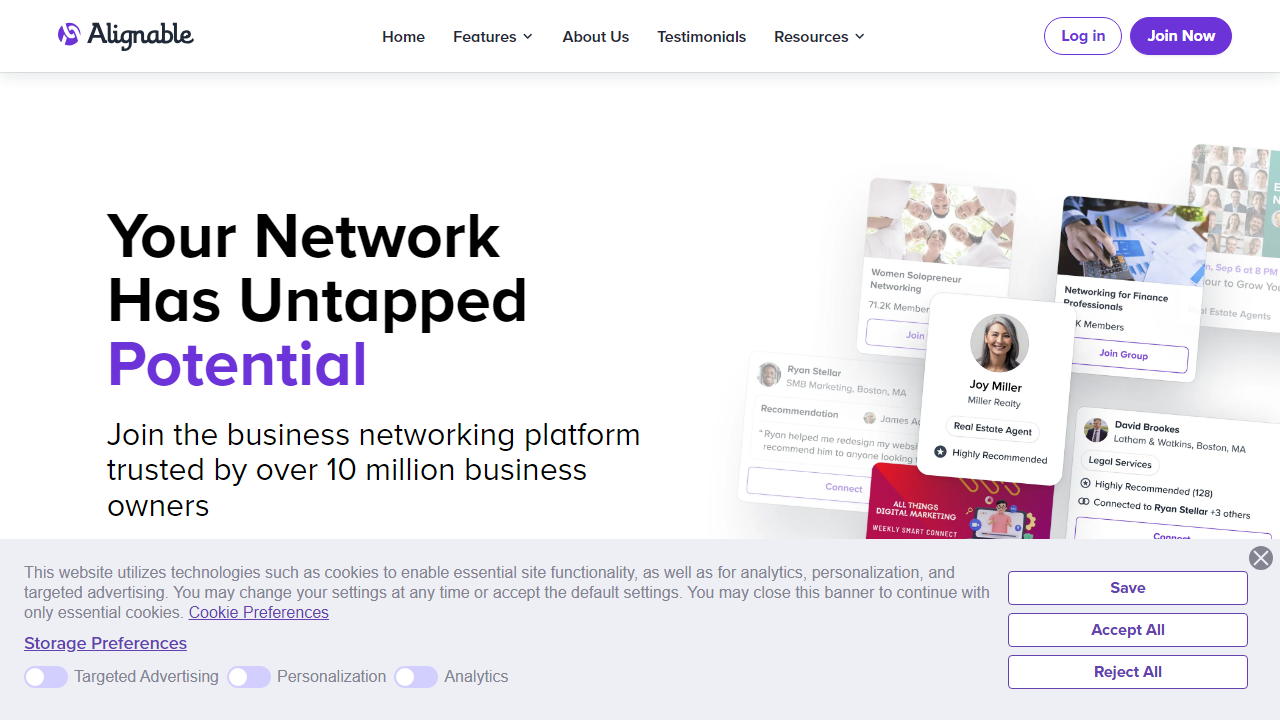 Alignable
Home
Features
About Us
Testimonials
Resources
Log in
Join Now
Your Network
Has Untapped
Potential
Join the business networking platform
trusted by over 10 million business
owners
Women Solopreneur
Networking
71.2K Members
Join
Networking for Finance
Professionals
K Members
Join Group
Sep 6 at 8 PM
our to Grow You
Real Estate Agents
Joy Miller
Miller Realty
Real Estate Agent
Highly Recommended
Ryan Stellar
SMB Marketing, Boston, MA
Recommendation
James
"Ryan helped me redesign my
recommend him to anyone looking
Connect
ALL THINGS
DIGITAL MARKETING
WEEKLY SMART CONNECT
David Brookes
Latham & Watkins, Boston, MA
Legal Services
Highly Recommended (128)
Connected to Ryan Stellar +3 others
Connect
This website utilizes technologies such as cookies to enable essential site functionality, as well as for analytics, personalization, and
targeted advertising. You may change your settings at any time or accept the default settings. You may close this banner to continue with
only essential cookies. Cookie Preferences
Storage Preferences
Targeted Advertising
Personalization
Analytics
Save
Accept All
Reject All